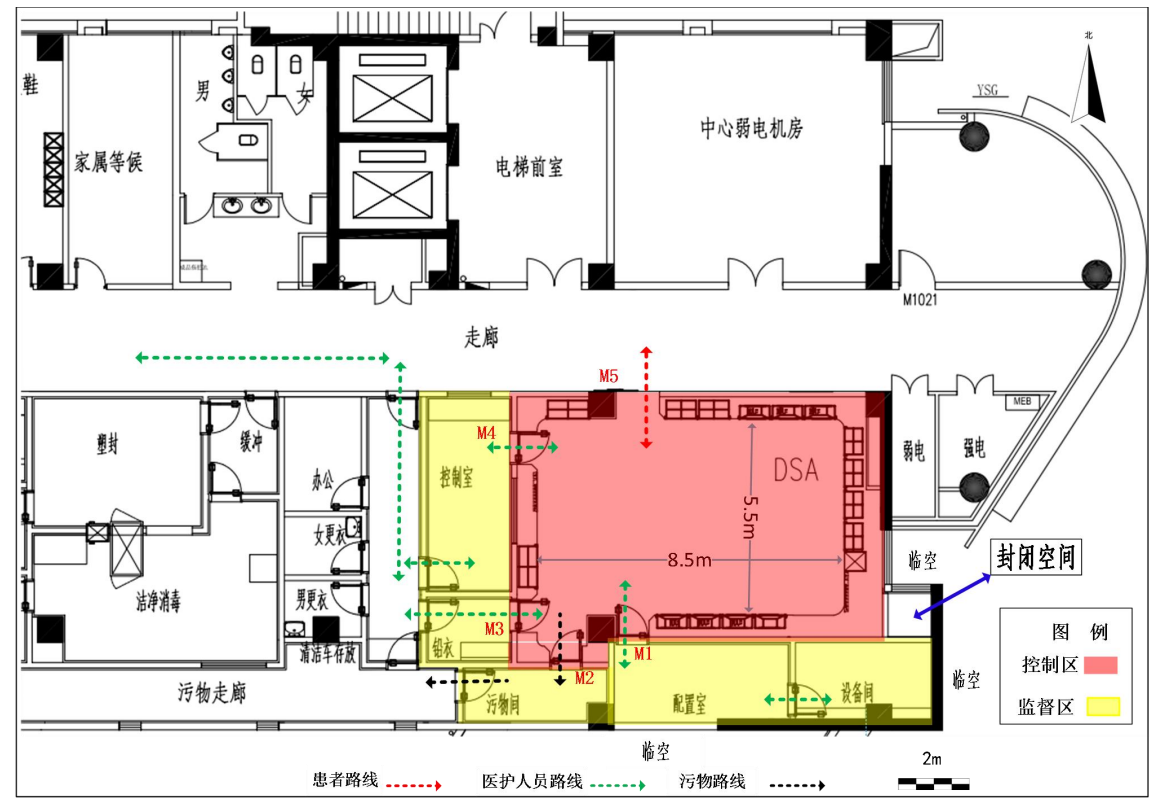 北
鞋
男
女
YSG
家属等候
电梯前室
中心弱电机房
M1021
走廊
M5
MEB
塑封
缓冲
M4
控制室
办公
DSA
弱电
强电
5.5m
女更衣
8.5m
临空
封闭空间
洁净消毒
男更衣
M3
铅衣
清洁车存放
M1
图 例
控制区
监督区
M2
污物走廊
污物间
配置室
设备间
临空
临空
2m
患者路线
医护人员路线
污物路线